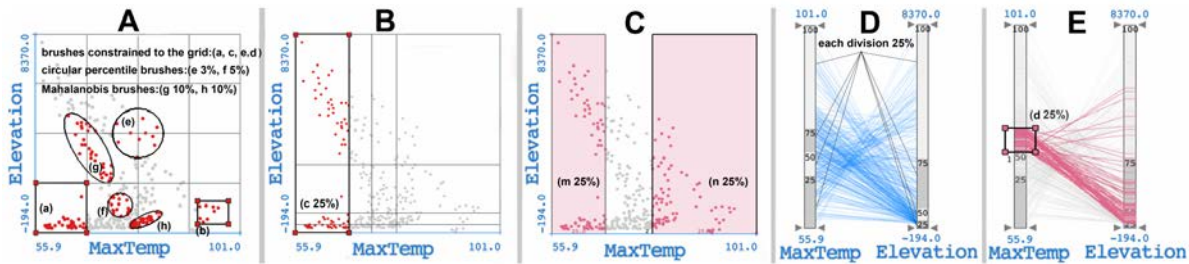 A
brushes constrained to the grid:(a, c, e.d)
circular percentile brushes:(e 3%, f 5%)
Mahalanobis brushes:(g 10%, h 10%)
(e)
(g)
(a)
(f)
(h)
(b)
Elevation
8370.0
-194.0
55.9
MaxTemp
101.0
B
Elevation
8370.0
-194.0
(c 25%)
55.9
MaxTemp
101.0
C
Elevation
8370.0
-194.0
(m 25%)
(n 25%)
55.9
MaxTemp
101.0
D
101.0
8370.0
100
100
each division 25%
75
50
25
75
50
25
55.9
-194.0
MaxTemp
Elevation
E
101.0
8370.0
100
100
(d 25%)
50
25
75
50
25
55.9
-194.0
MaxTemp
Elevation